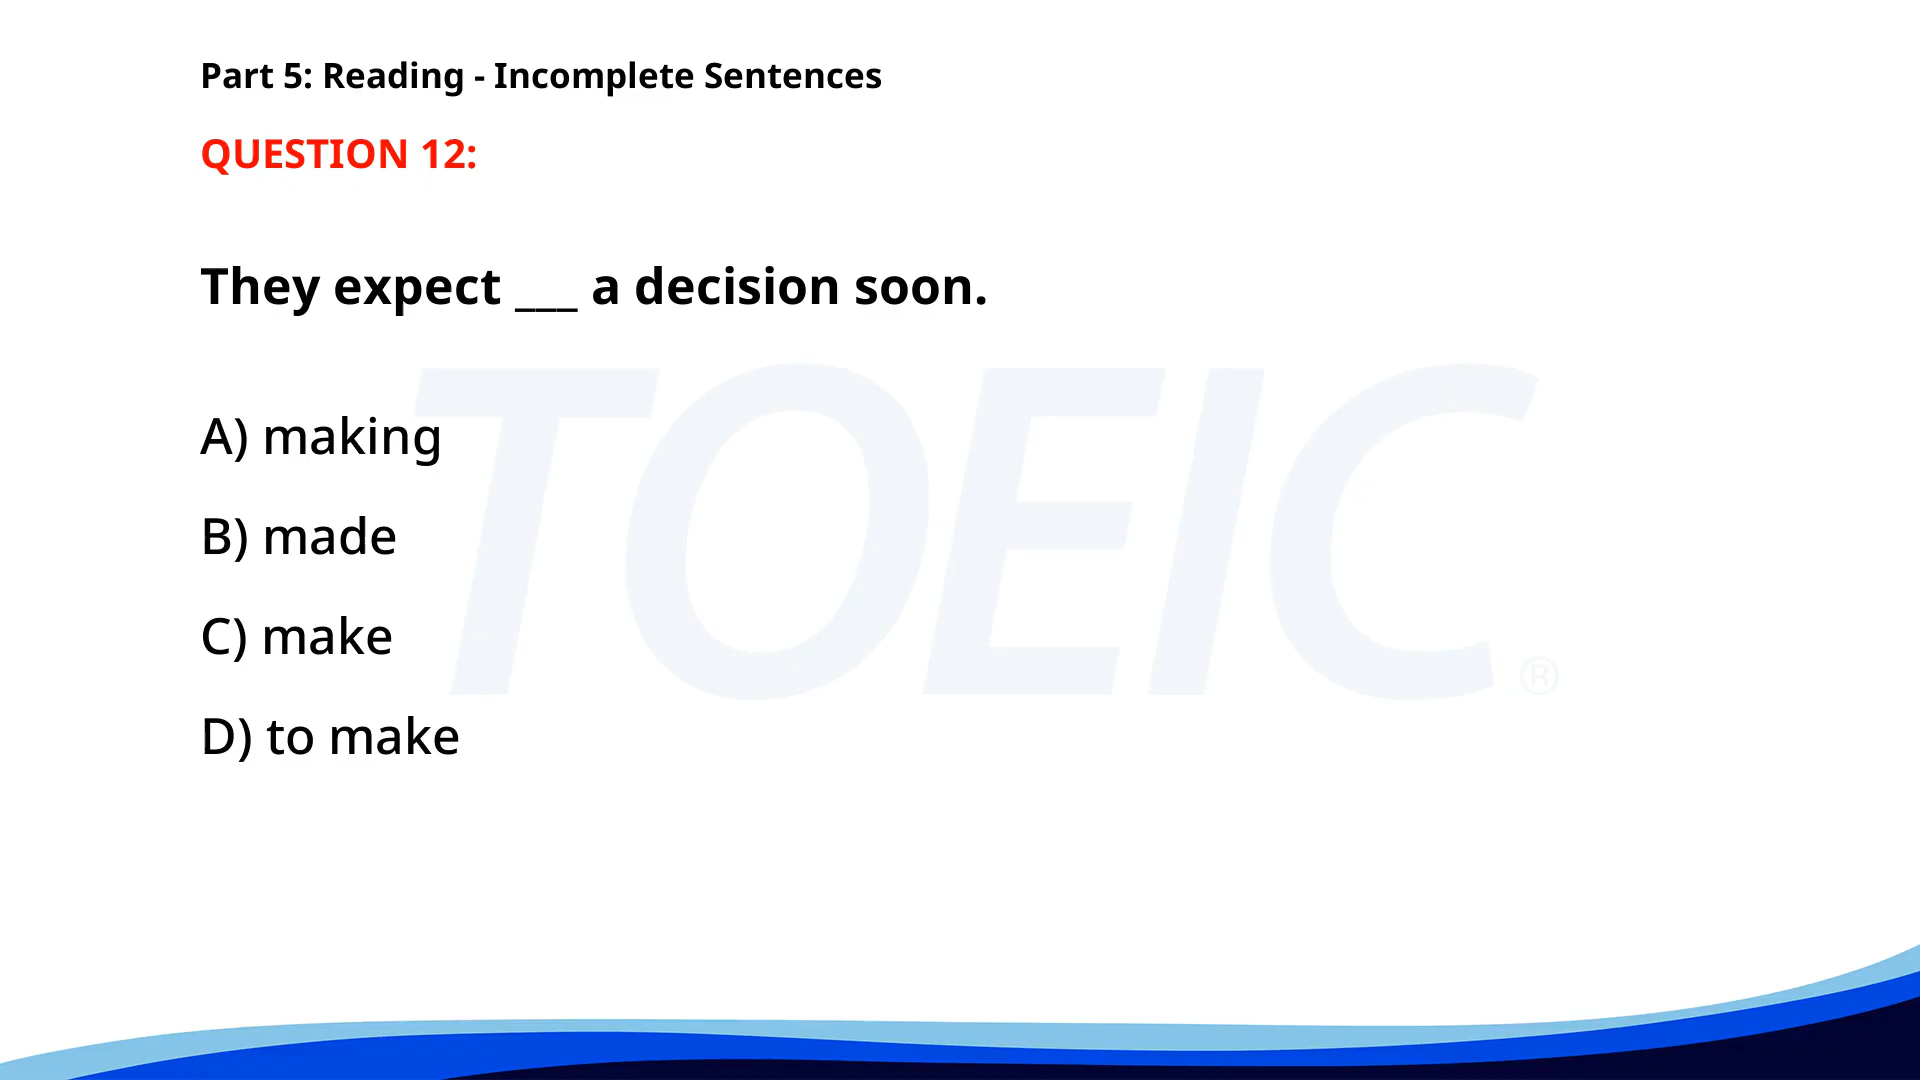 Part 5: Reading - Incomplete Sentences
QUESTION 12:
They expect ___ a decision soon.
A) making
B) made
C) make
D) to make
TOEIC®